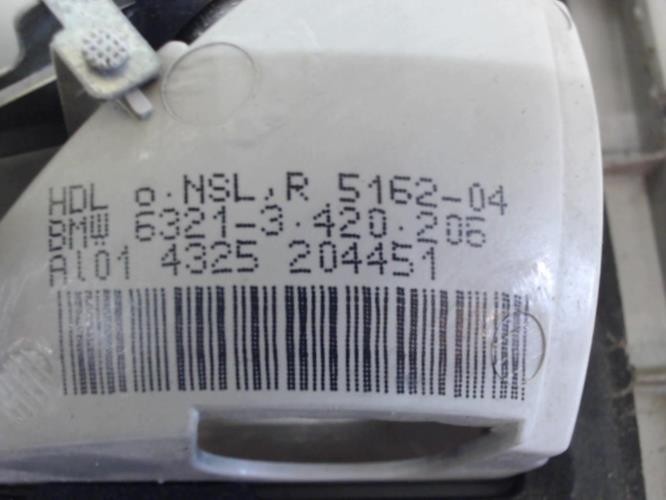 HDL o.NSL,R 5162-04
BMW 6321-3.420.206
Al01 4325 204451